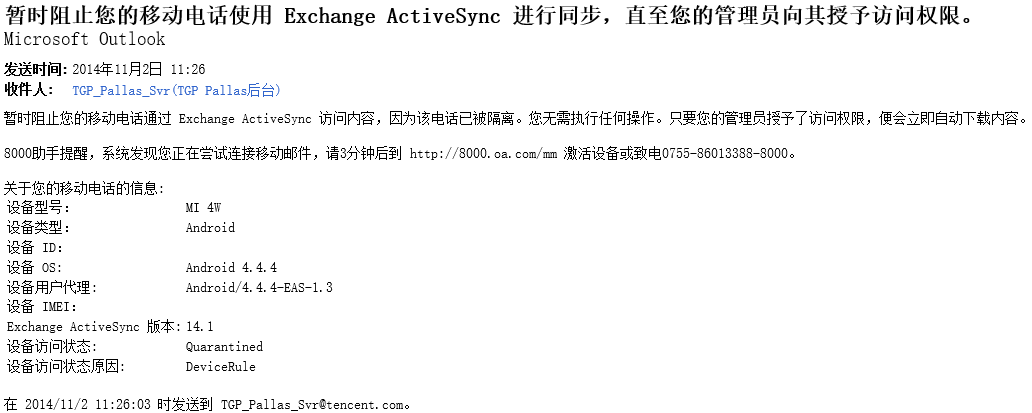 暂时阻止您的移动电话使用 Exchange ActiveSync 进行同步，直至您的管理员向其授予访问权限。
Microsoft Outlook
发送时间: 2014年11月2日 11:26
收件人: TGP_Pallas_Svr(TGP Pallas后台)
暂时阻止您的移动电话通过 Exchange ActiveSync 访问内容，因为该电话已被隔离。您无需执行任何操作。只要您的管理员授予了访问权限，便会立即自动下载内容。
8000助手提醒，系统发现您正在尝试连接移动邮件，请3分钟后到 http://8000.oa.com/mm 激活设备或致电0755-86013388-8000。
关于您的移动电话的信息:
设备型号: MI 4W
设备类型: Android
设备 ID:
设备 OS: Android 4.4.4
设备用户代理: Android/4.4.4-EAS-1.3
设备 IMEI:
Exchange ActiveSync 版本: 14.1
设备访问状态: Quarantined
设备访问状态原因: DeviceRule
在 2014/11/2 11:26:03 时发送到 TGP_Pallas_Svr@tencent.com。